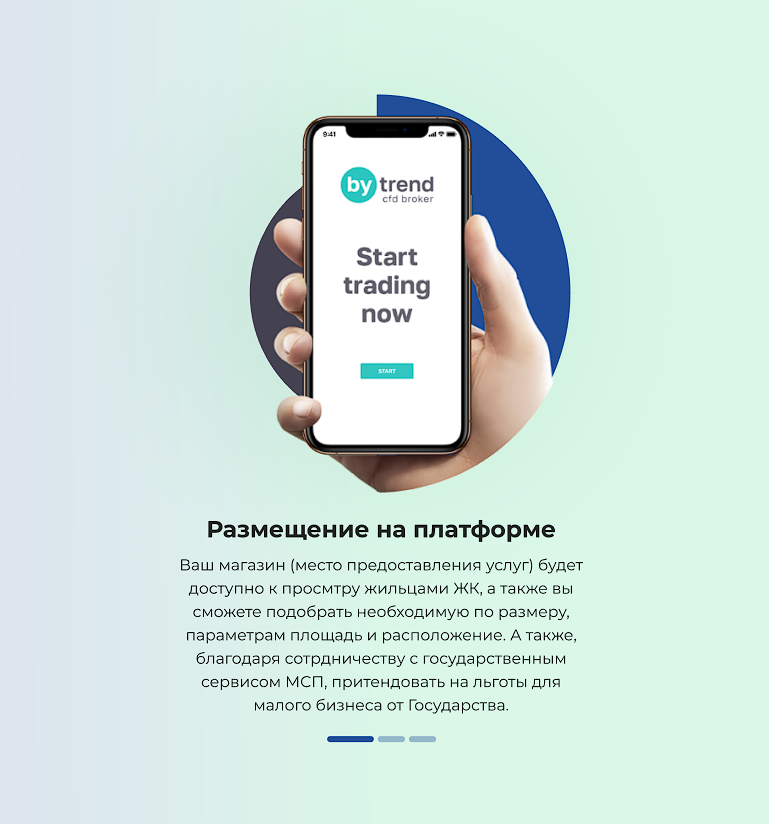 9:41
by trend
cfd broker
Start
trading
now
START
Размещение на платформе
Ваш магазин (место предоставления услуг) будет
доступно к просмтру жильцами ЖК, а также вы
сможете подобрать необходимую по размеру,
параметрам площадь и расположение. А также,
благодаря сотрдничеству с государственным
сервисом МСП, притендовать на льготы для
малого бизнеса от Государства.